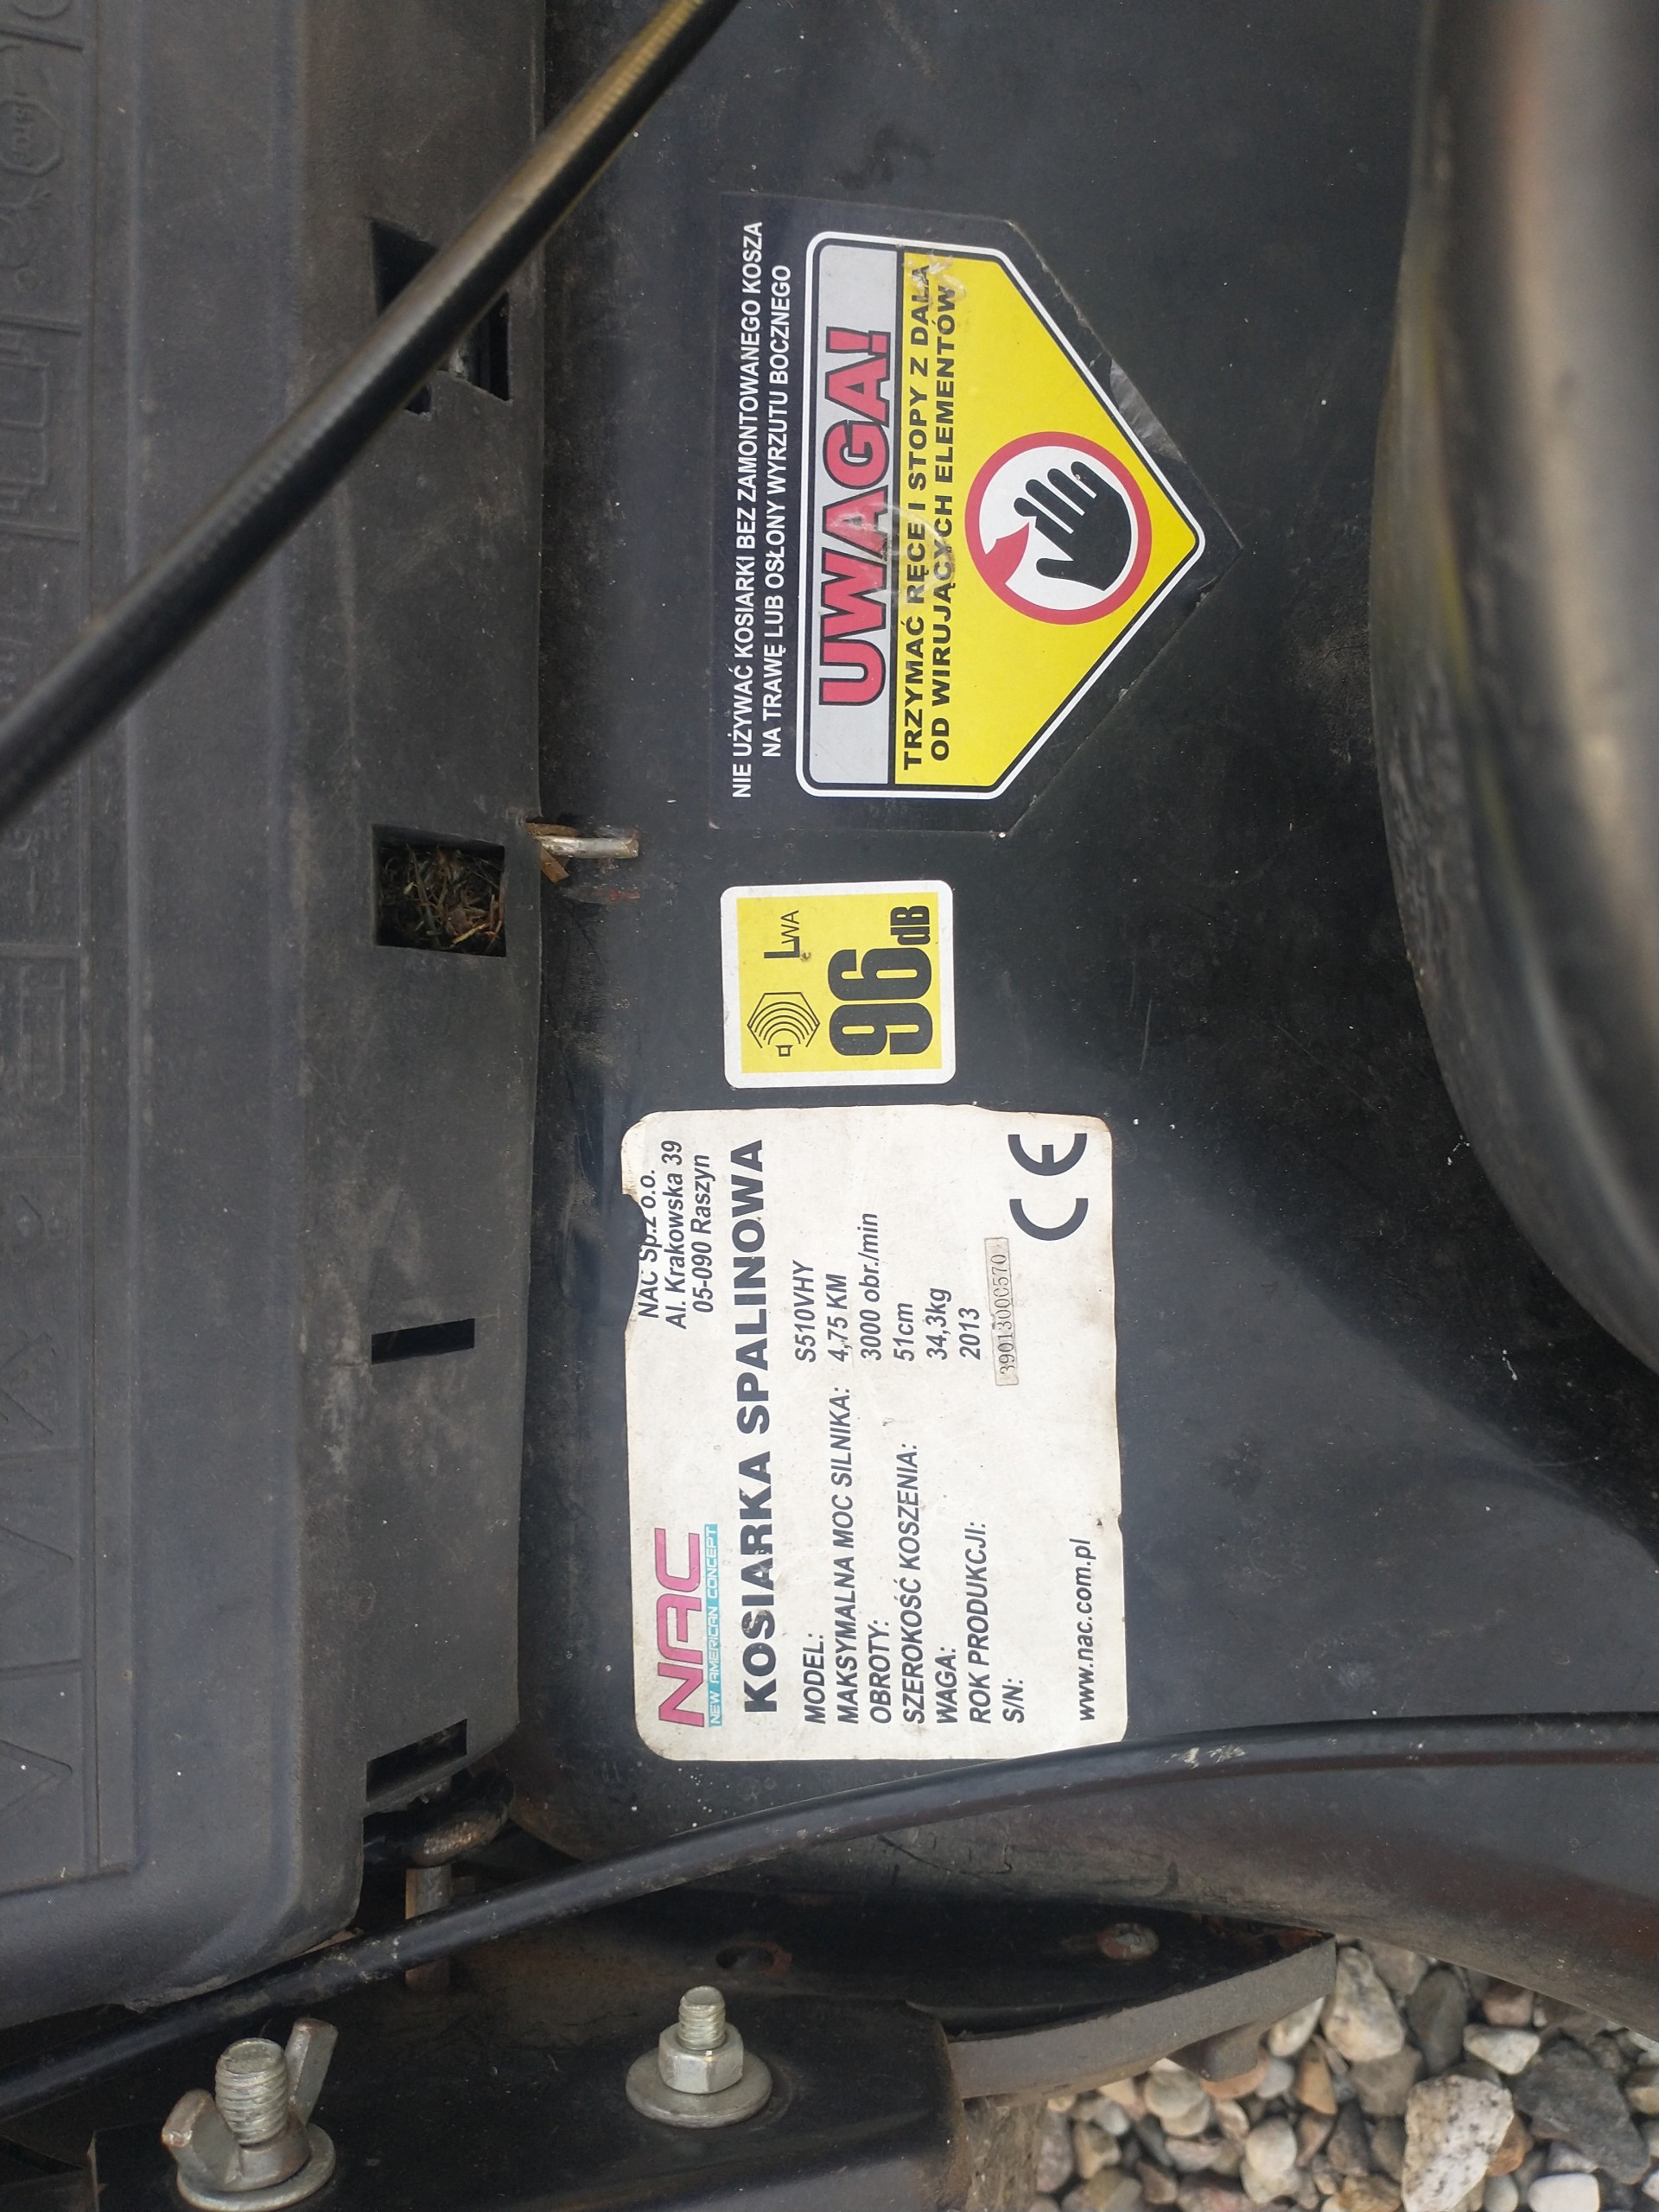 NAC
NEW AMERICAN CONCEPT
NAC Sp.z o.o.
Al. Krakowska 39
05-090 Raszyn
KOSIARKA SPALINOWA
MODEL: S510VHY
MAKSYMALNA MOC SILNIKA: 4,75 KM
OBROTY: 3000 obr./min
SZEROKOŚĆ KOSZENIA: 51cm
WAGA: 34,3kg
ROK PRODUKCJI: 2013
S/N: 3901300C570
www.nac.com.pl
CE
LWA
96dB
NIE UŻYWAĆ KOSIARKI BEZ ZAMONTOWANEGO KOSZA
NA TRAWĘ LUB OSŁONY WYRZUTU BOCZNEGO
UWAGA!
TRZYMAĆ RĘCE I STOPY Z DALA
OD WIRUJĄCYCH ELEMENTÓW